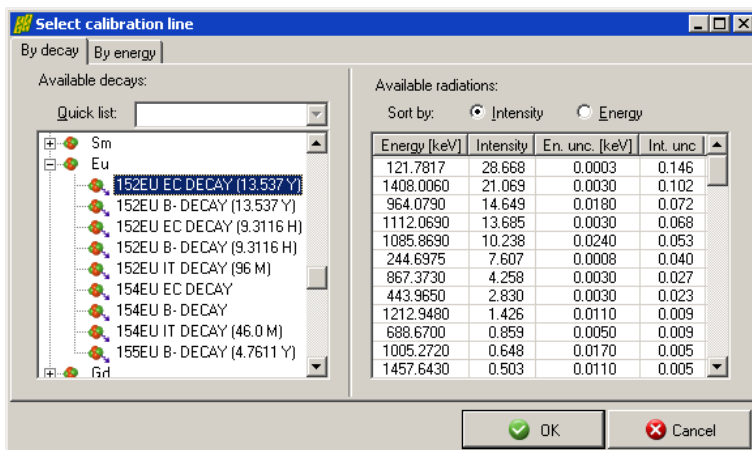 Select calibration line
By decay By energy
Available decays:
Quick list:
Sm
Eu
152EU EC DECAY (13.537 Y)
152EU B- DECAY (13.537 Y)
152EU EC DECAY (9.3116 H)
152EU B- DECAY (9.3116 H)
152EU IT DECAY (96 M)
154EU EC DECAY
154EU B- DECAY
154EU IT DECAY (46.0 M)
155EU B- DECAY (4.7611 Y)
Gd
Available radiations:
Sort by: Intensity Energy
Energy [keV] Intensity En. unc. [keV] Int. unc
121.7817 28.668 0.0003 0.146
1408.0060 21.069 0.0030 0.102
964.0790 14.649 0.0180 0.072
1112.0690 13.685 0.0030 0.068
1085.8690 10.238 0.0240 0.053
244.6975 7.607 0.0008 0.040
867.3730 4.258 0.0030 0.027
443.9650 2.830 0.0030 0.023
1212.9480 1.426 0.0110 0.009
688.6700 0.859 0.0050 0.009
1005.2720 0.648 0.0170 0.005
1457.6430 0.503 0.0110 0.005
OK Cancel